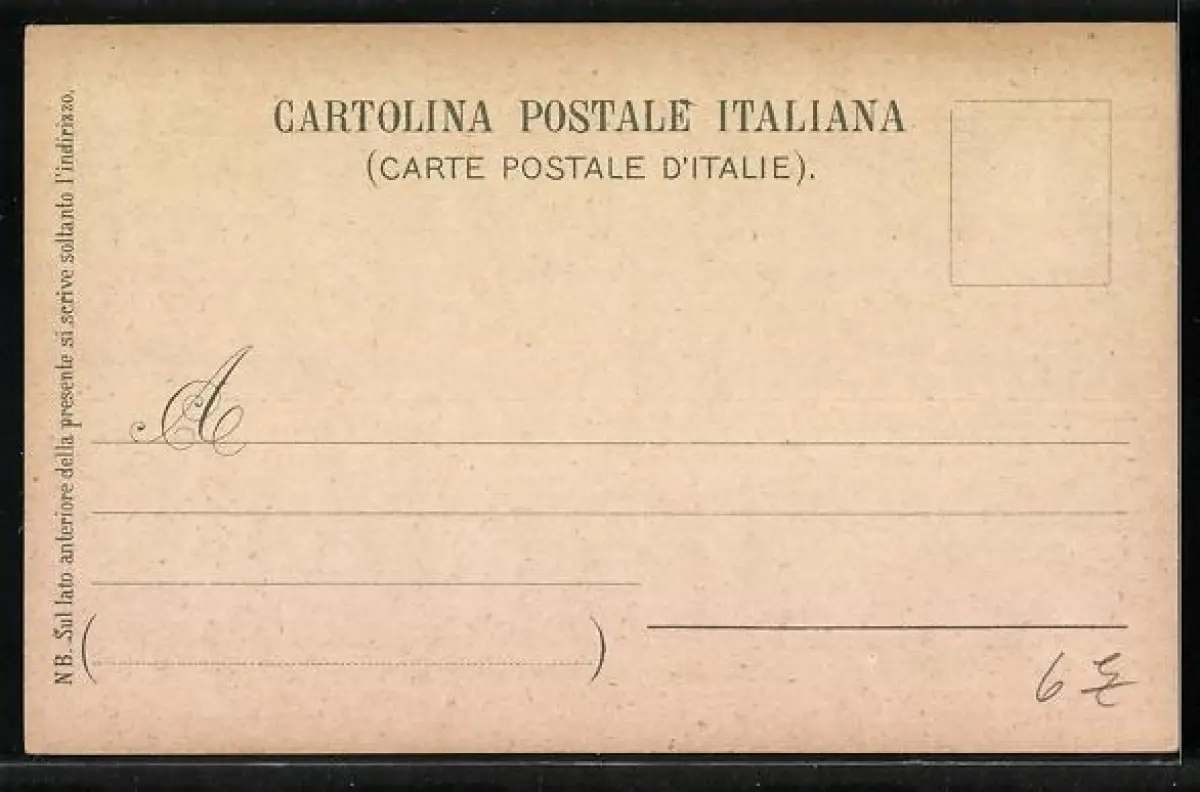 CARTOLINA POSTALE ITALIANA
(CARTE POSTALE D'ITALIE).
NB. Sul lato anteriore della presente si scrive soltanto l'indirizzo.
A
(
)
6